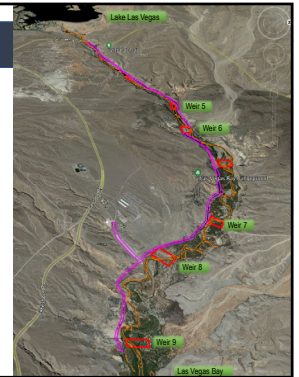 Lake Las Vegas
Weir 5
Weir 6
Weir 7
Weir 8
Weir 9
Las Vegas Bay